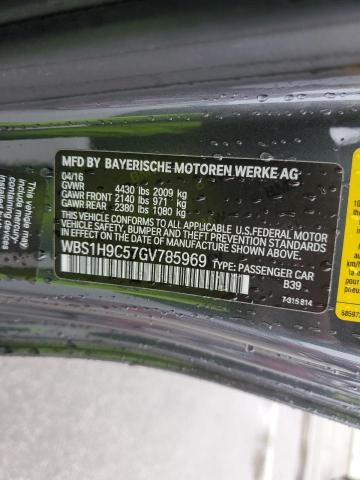 MFD BY BAYERISCHE MOTOREN WERKE AG
04/16
GVWR 4430 lbs 2009 kg
GAWR FRONT 2140 lbs 971 kg
GAWR REAR 2380 lbs 1080 kg
THIS VEHICLE CONFORMS TO ALL APPLICABLE U.S.FEDERAL MOTOR
VEHICLE SAFETY, BUMPER, AND THEFT PREVENTION STANDARDS
IN EFFECT ON THE DATE OF MANUFACTURE SHOWN ABOVE.
WBS1H9C57GV785969 TYPE: PASSENGER CAR
B39
7-315 814